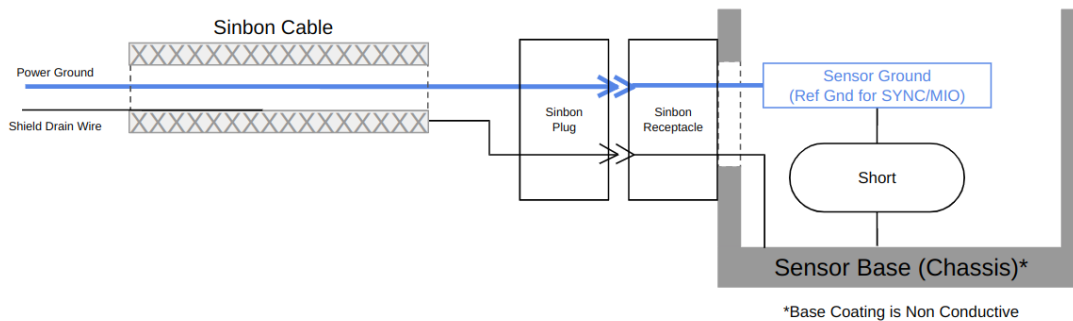 Sinbon Cable
Power Ground
Shield Drain Wire
Sinbon
Plug
Sinbon
Receptacle
Sensor Ground
(Ref Gnd for SYNC/MIO)
Short
Sensor Base (Chassis)*
*Base Coating is Non Conductive